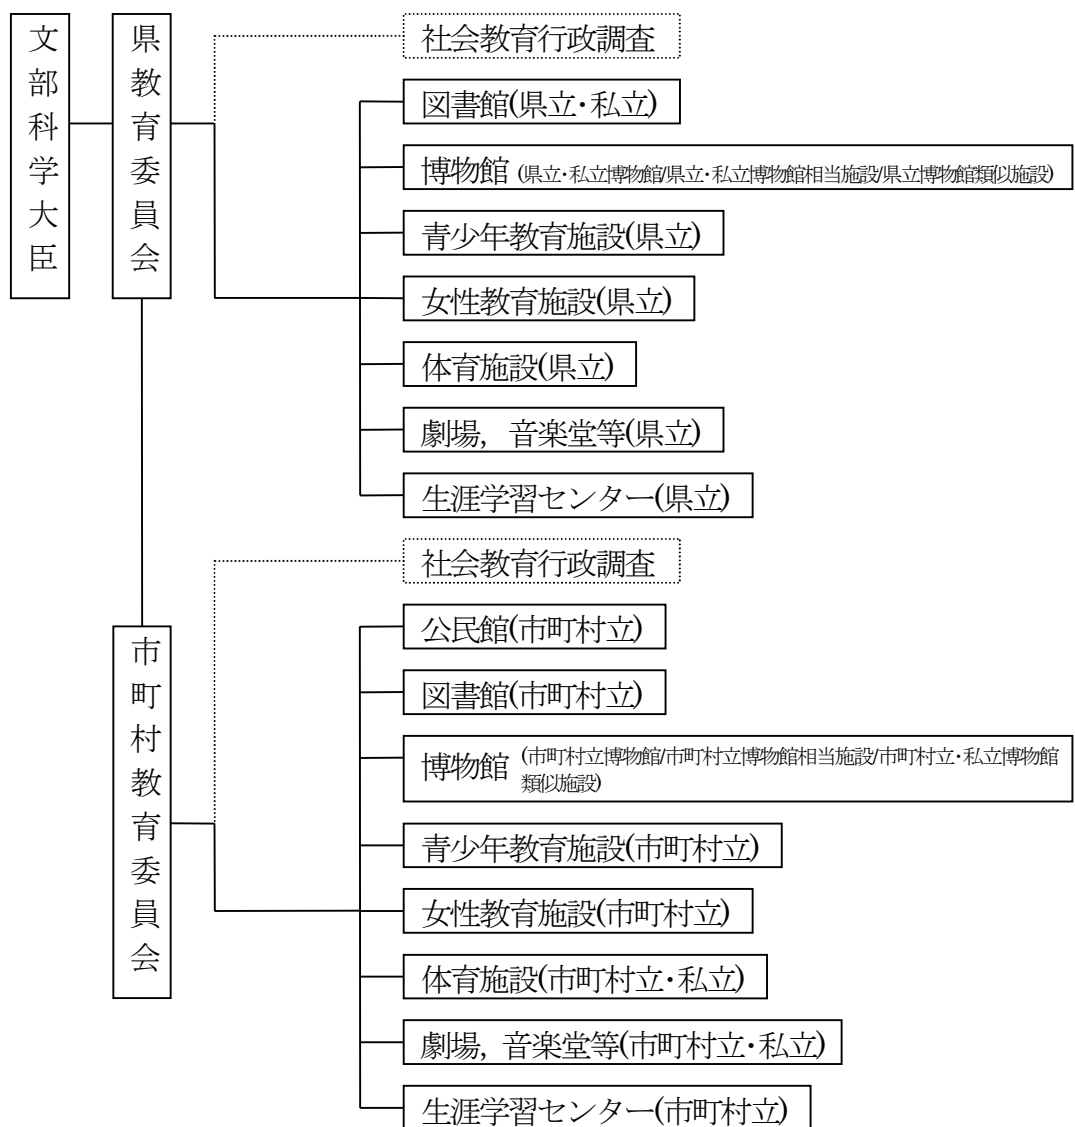 文部科学大臣
県教育委員会
社会教育行政調査
図書館(県立・私立)
博物館 (県立・私立博物館/県立・私立博物館相当施設/県立博物館類似施設)
青少年教育施設(県立)
女性教育施設(県立)
体育施設(県立)
劇場，音楽堂等(県立)
生涯学習センター(県立)
市町村教育委員会
社会教育行政調査
公民館(市町村立)
図書館(市町村立)
博物館 (市町村立博物館/市町村立博物館相当施設/市町村立・私立博物館
類似施設)
青少年教育施設(市町村立)
女性教育施設(市町村立)
体育施設(市町村立・私立)
劇場，音楽堂等(市町村立・私立)
生涯学習センター(市町村立)